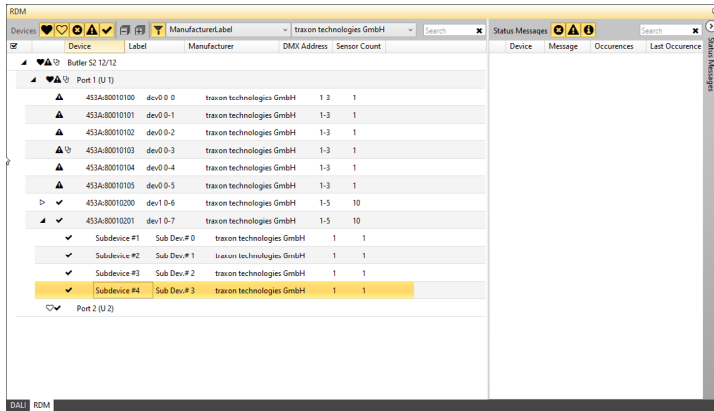 RDM
Devices ManufacturerLabel traxon technologies GmbH Search Status Messages Search
Device Label Manufacturer DMX Address Sensor Count Device Message Occurences Last Occurence
Status Messages
Butler S2 12/12
Port 1 (U 1)
453A:80010100 dev0 0-0 traxon technologies GmbH 1-3 1
453A:80010101 dev0 0-1 traxon technologies GmbH 1-3 1
453A:80010102 dev0 0-2 traxon technologies GmbH 1-3 1
453A:80010103 dev0 0-3 traxon technologies GmbH 1-3 1
453A:80010104 dev0 0-4 traxon technologies GmbH 1-3 1
453A:80010105 dev0 0-5 traxon technologies GmbH 1-3 1
453A:80010200 dev1 0-6 traxon technologies GmbH 1-5 10
453A:80010201 dev1 0-7 traxon technologies GmbH 1-5 10
Subdevice #1 Sub Dev.# 0 traxon technologies GmbH 1 1
Subdevice #2 Sub Dev.# 1 traxon technologies GmbH 1 1
Subdevice #3 Sub Dev.# 2 traxon technologies GmbH 1 1
Subdevice #4 Sub Dev.# 3 traxon technologies GmbH 1 1
Port 2 (U 2)
DALI RDM